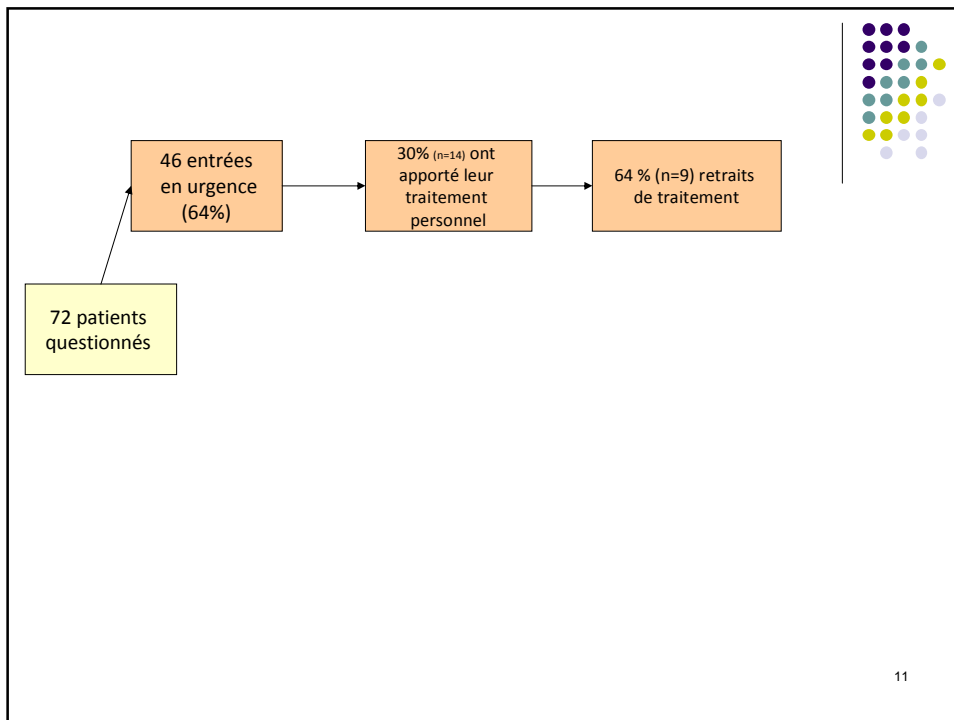 46 entrées
en urgence
(64%)
30% (n=14) ont
apporté leur
traitement
personnel
64 % (n=9) retraits
de traitement
72 patients
questionnés
11